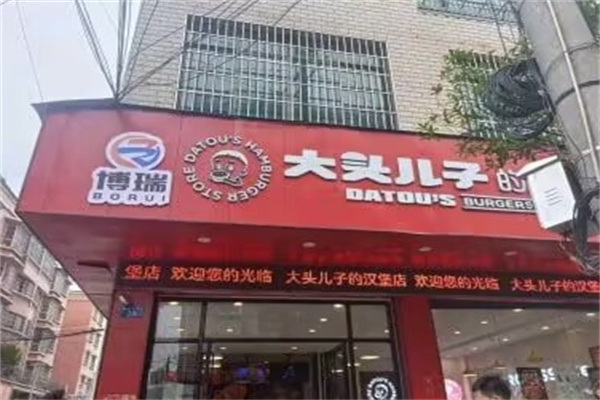 博瑞
BORUI
DATOU'S HAMBURGER STORE
大头儿子的
DATOU'S BURGERS
堡店 欢迎您的光临 大头儿子的汉堡店 欢迎您的光临 大头儿子的汉堡